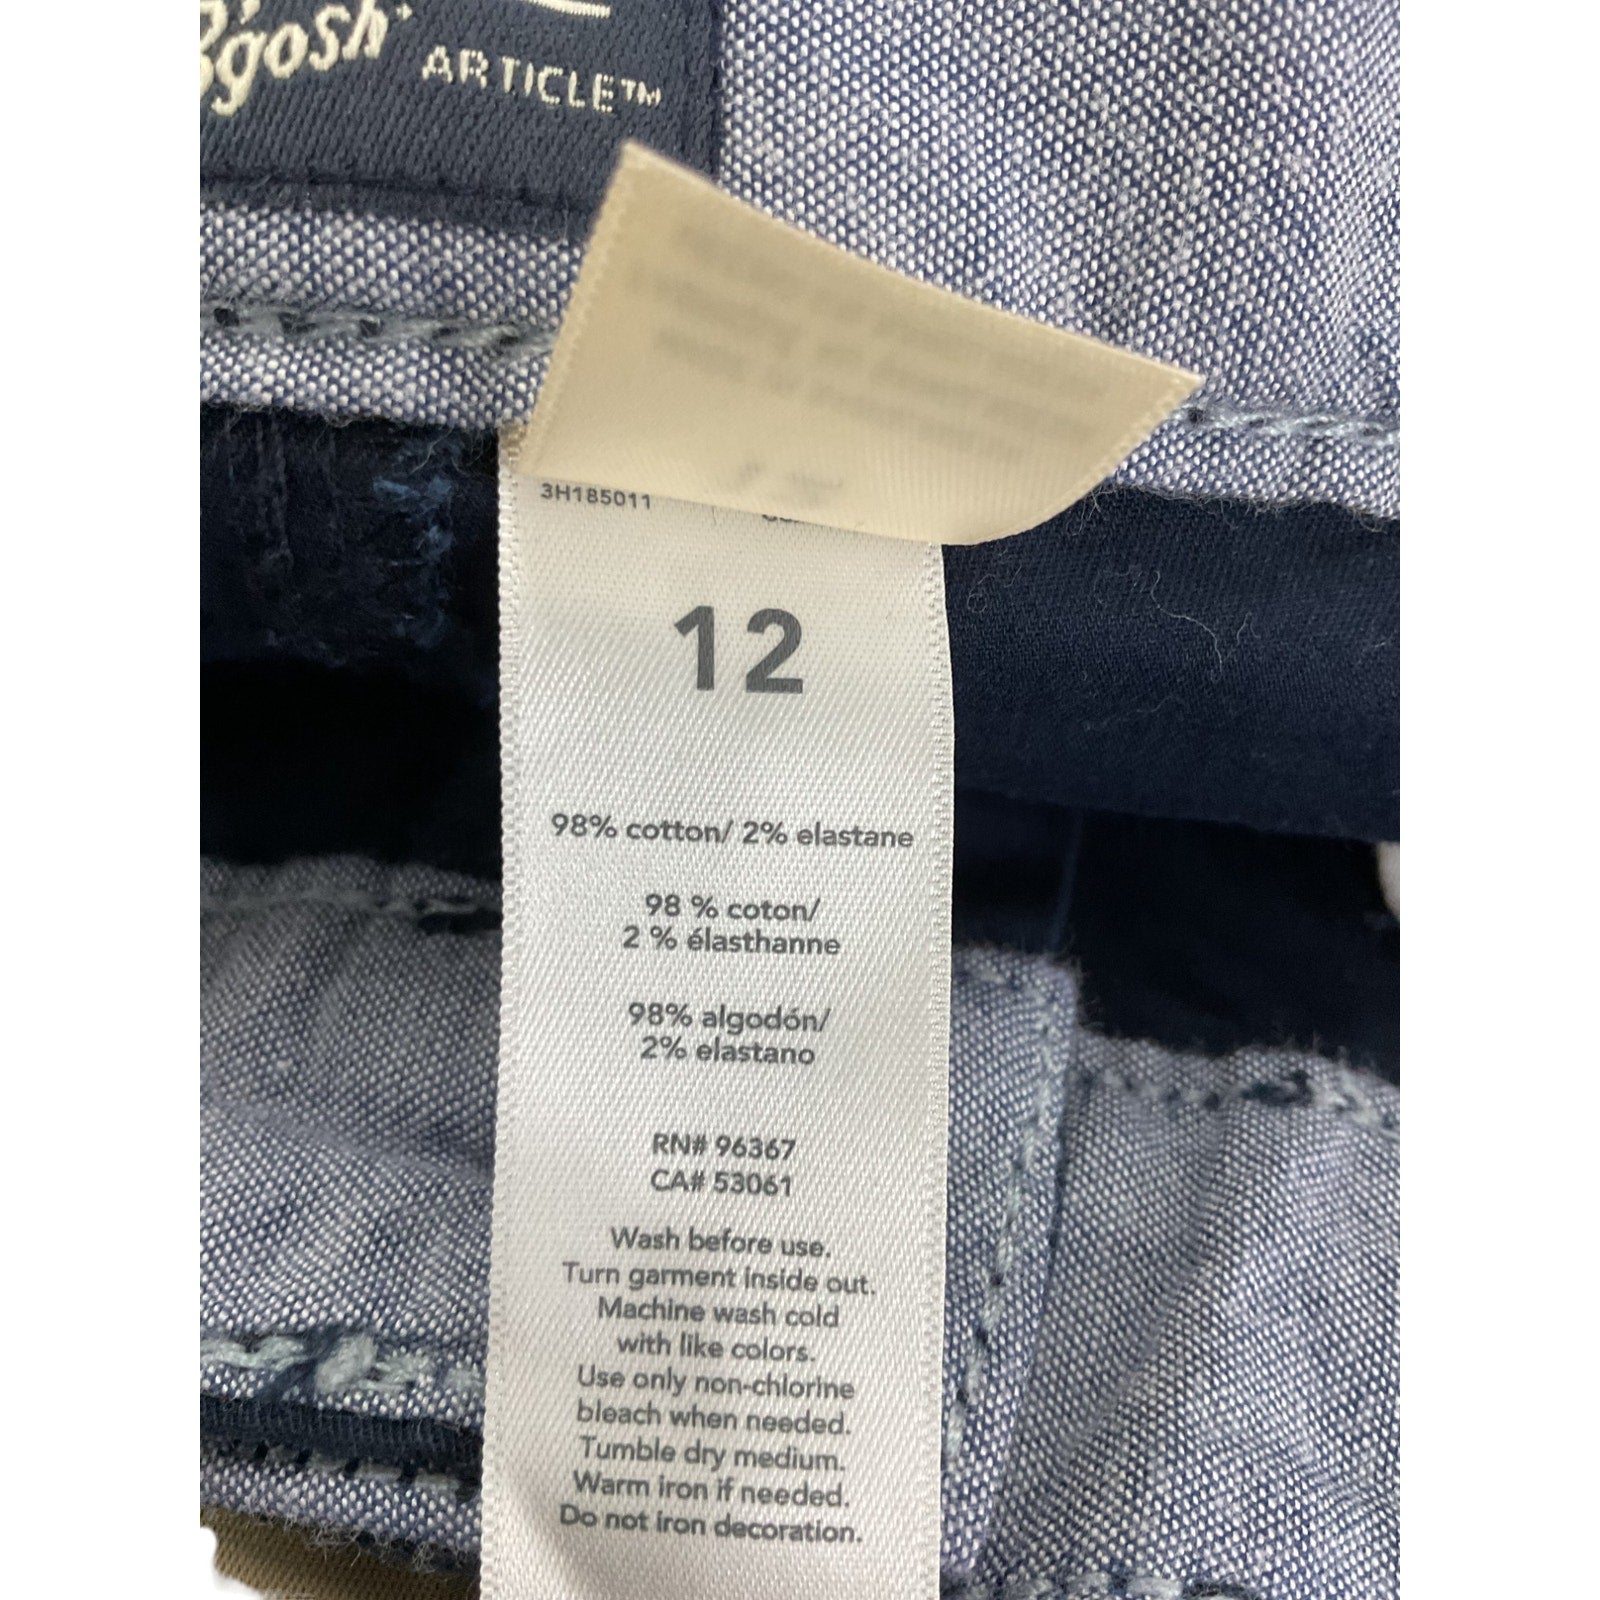 B'gosh
ARTICLE™
3H185011
12
98% cotton/ 2% elastane
98 % coton/
2 % élasthanne
98% algodón/
2% elastano
RN# 96367
CA# 53061
Wash before use.
Turn garment inside out.
Machine wash cold
with like colors.
Use only non-chlorine
bleach when needed.
Tumble dry medium.
Warm iron if needed.
Do not iron decoration.